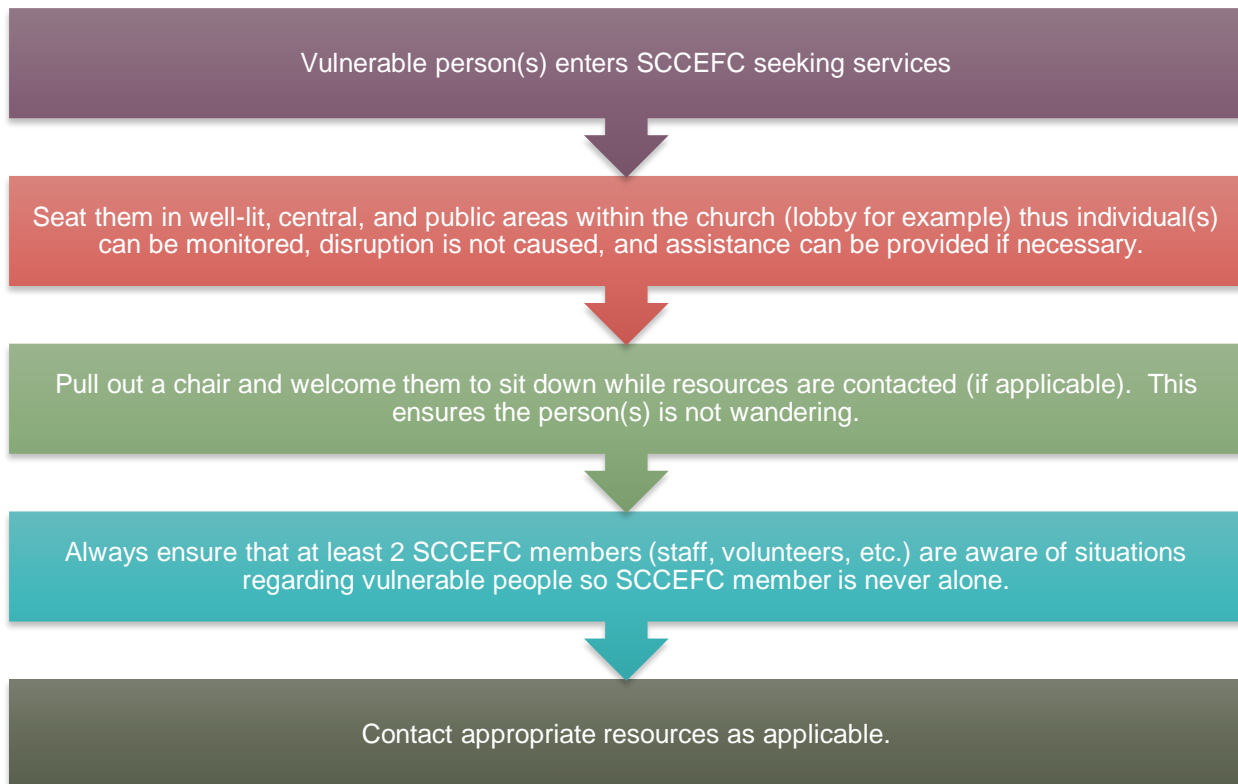 Vulnerable person(s) enters SCCEFC seeking services
Seat them in well-lit, central, and public areas within the church (lobby for example) thus individual(s)
can be monitored, disruption is not caused, and assistance can be provided if necessary.
Pull out a chair and welcome them to sit down while resources are contacted (if applicable).  This
ensures the person(s) is not wandering.
Always ensure that at least 2 SCCEFC members (staff, volunteers, etc.) are aware of situations
regarding vulnerable people so SCCEFC member is never alone.
Contact appropriate resources as applicable.